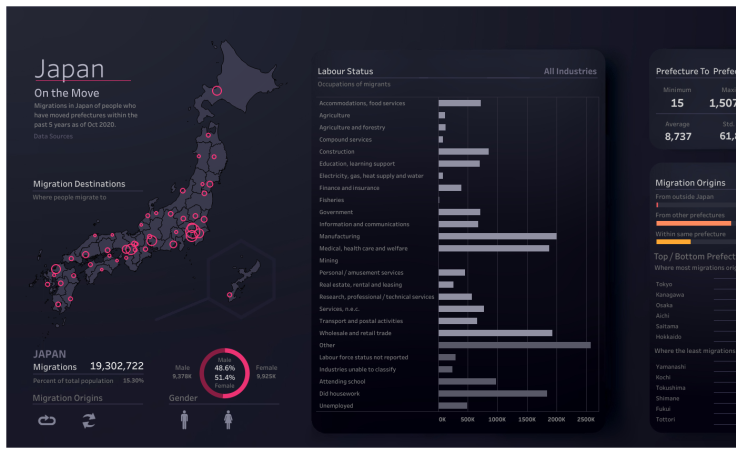 Japan
On the Move
Migrations in Japan of people who
have moved prefectures within the
past 5 years as of Oct 2020.
Data Sources
Migration Destinations
Where people migrate to
JAPAN
Migrations 19,302,722
Percent of total population 15.30%
Migration Origins
Male
9,378K
Male
48.6%
51.4%
Female
Female
9,925K
Gender
Labour Status All Industries
Occupations of migrants
Accommodations, food services
Agriculture
Agriculture and forestry
Compound services
Construction
Education, learning support
Electricity, gas, heat supply and water
Finance and insurance
Fisheries
Government
Information and communications
Manufacturing
Medical, health care and welfare
Mining
Personal / amusement services
Real estate, rental and leasing
Research, professional / technical services
Services, n.e.c.
Transport and postal activities
Wholesale and retail trade
Other
Labour force status not reported
Industries unable to classify
Attending school
Did housework
Unemployed
0K 500K 1000K 1500K 2000K 2500K
Prefecture To Prefec
Minimum Maxi
15 1,507
Average Std.
8,737 61,8
Migration Origins
From outside Japan
From other prefectures
Within same prefecture
Top / Bottom Prefect
Where most migrations orig
Tokyo
Kanagawa
Osaka
Aichi
Saitama
Hokkaido
Where the least migrations
Yamanashi
Kochi
Tokushima
Shimane
Fukui
Tottori